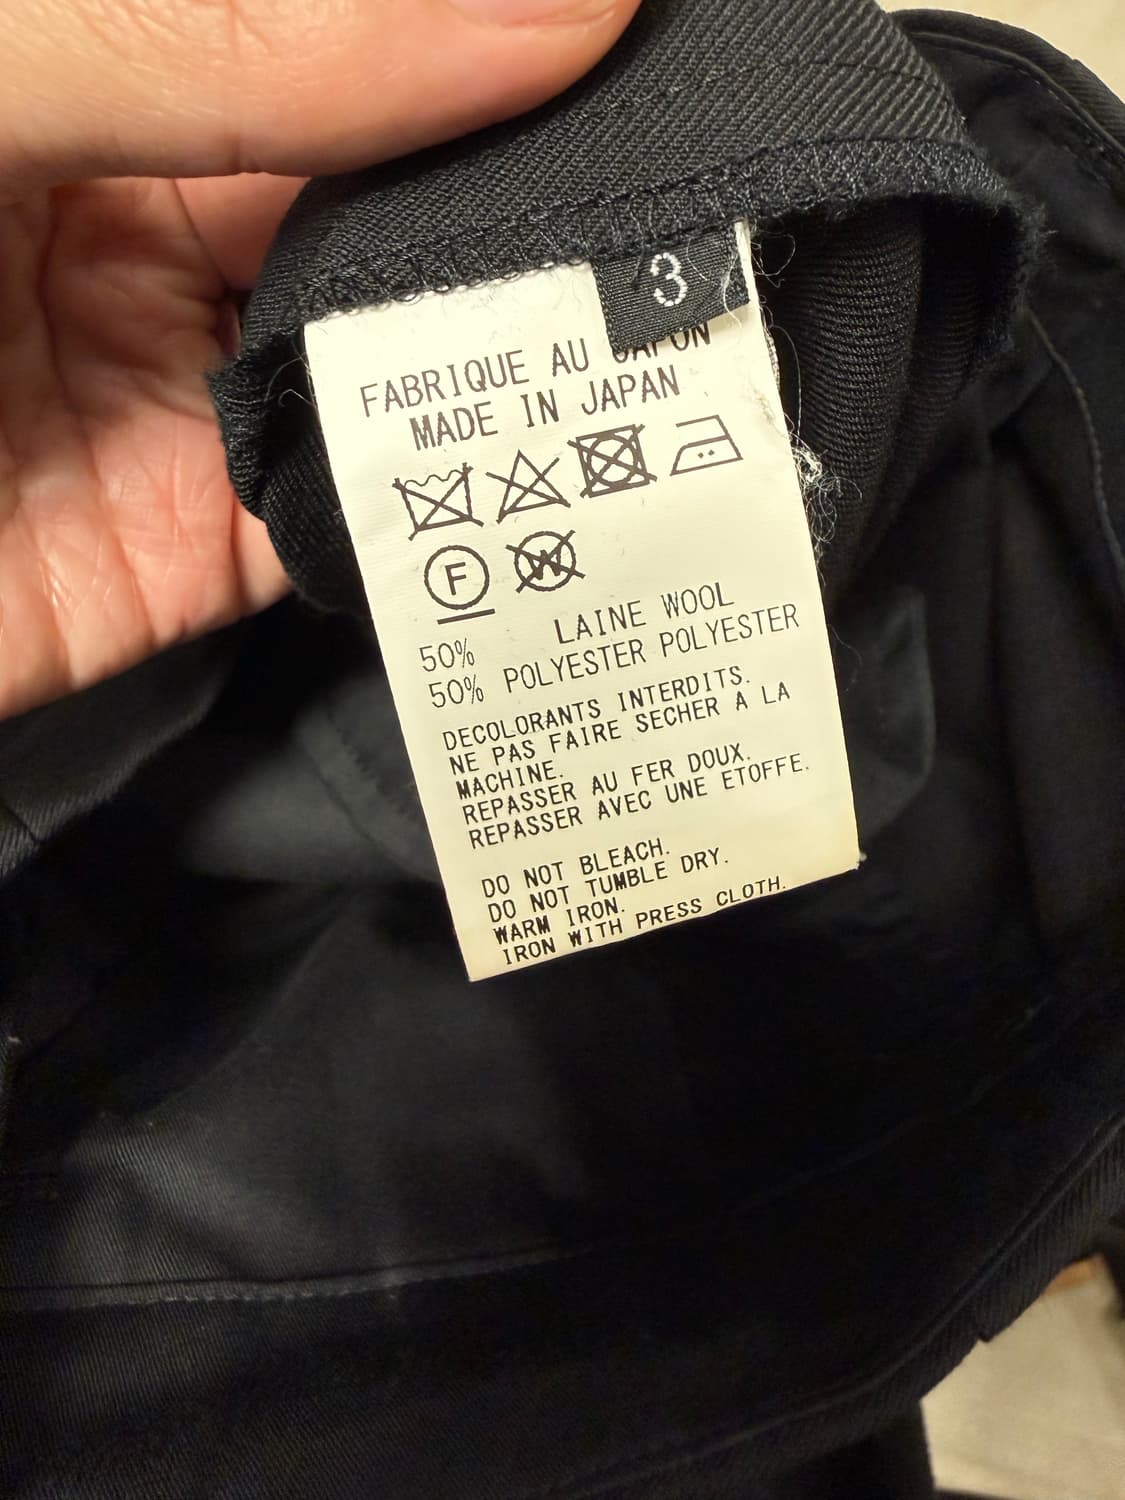 3
FABRIQUE AU JAPON
MADE IN JAPAN
F W
50% LAINE WOOL
50% POLYESTER POLYESTER
DECOLORANTS INTERDITS.
NE PAS FAIRE SECHER A LA
MACHINE.
REPASSER AU FER DOUX.
REPASSER AVEC UNE ETOFFE.
DO NOT BLEACH.
DO NOT TUMBLE DRY.
WARM IRON.
IRON WITH PRESS CLOTH.